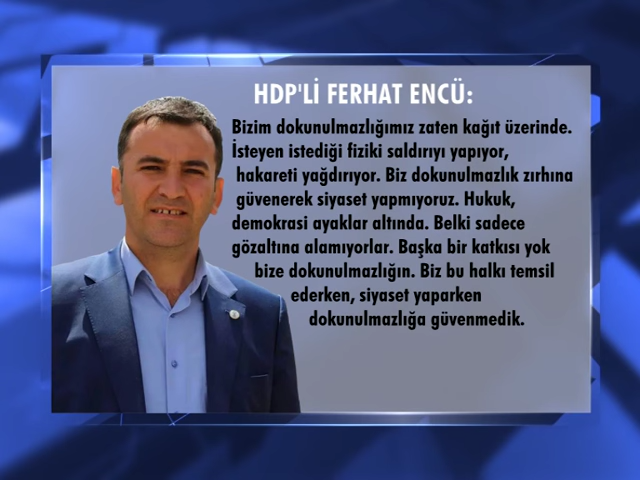 HDP'Lİ FERHAT ENCÜ:
Bizim dokunulmazlığımız zaten kağıt üzerinde.
İsteyen istediği fiziki saldırıyı yapıyor,
hakareti yağdırıyor. Biz dokunulmazlık zırhına
güvenerek siyaset yapmıyoruz. Hukuk,
demokrasi ayaklar altında. Belki sadece
gözaltına alamıyorlar. Başka bir katkısı yok
bize dokunulmazlığın. Biz bu halkı temsil
ederken, siyaset yaparken
dokunulmazlığa güvenmedik.